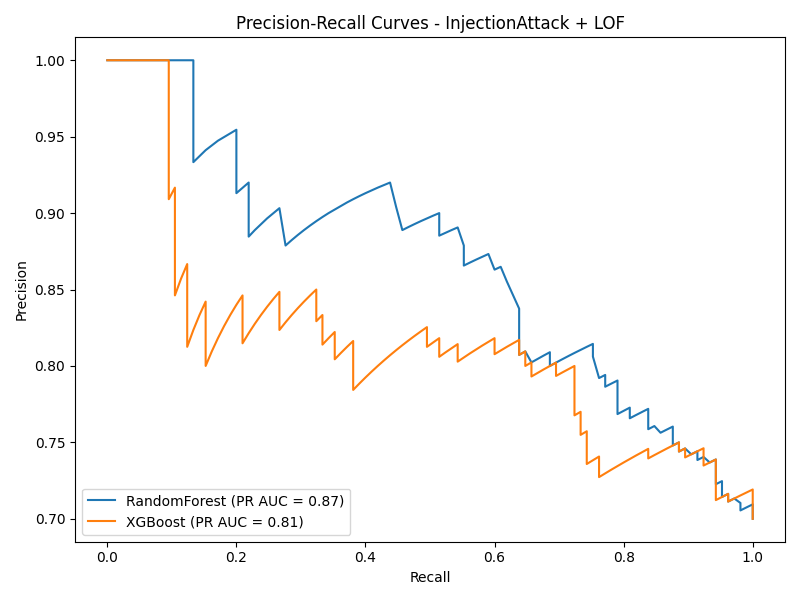 Precision-Recall Curves - InjectionAttack + LOF
Precision
1.00
0.95
0.90
0.85
0.80
0.75
0.70
RandomForest (PR AUC = 0.87)
XGBoost (PR AUC = 0.81)
0.0 0.2 0.4 0.6 0.8 1.0
Recall